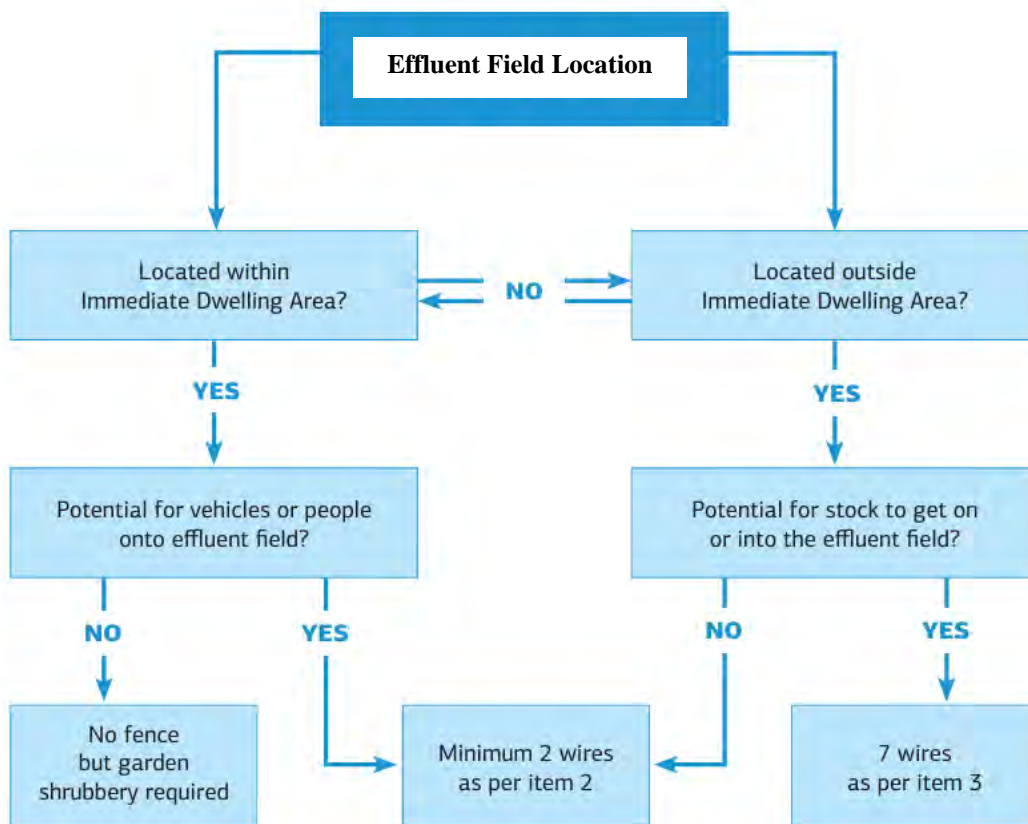 Effluent Field Location
Located within
Immediate Dwelling Area?
NO
Located outside
Immediate Dwelling Area?
YES
YES
Potential for vehicles or people
onto effluent field?
Potential for stock to get on
or into the effluent field?
NO
YES
NO
YES
No fence
but garden
shrubbery required
Minimum 2 wires
as per item 2
7 wires
as per item 3